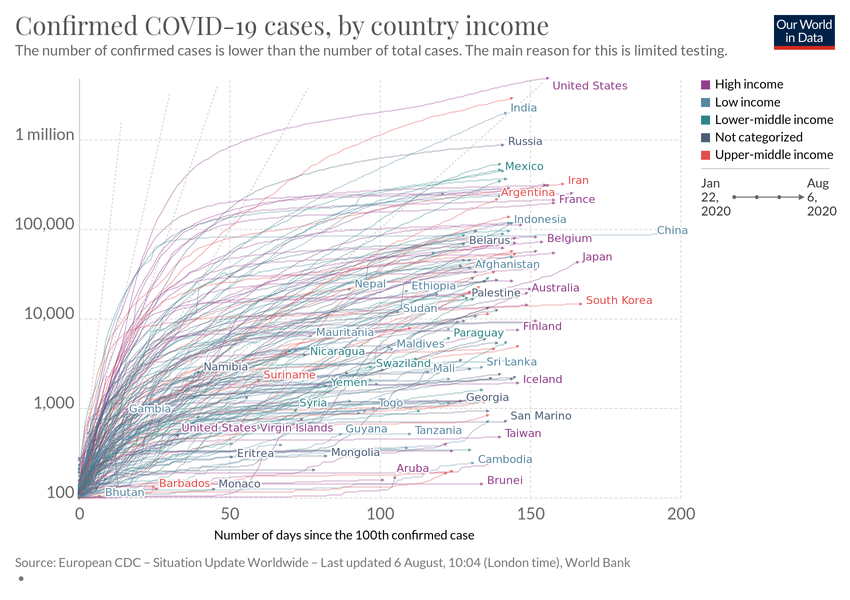 Confirmed COVID-19 cases, by country income
Our World
in Data
The number of confirmed cases is lower than the number of total cases. The main reason for this is limited testing.
High income
Low income
Lower-middle income
Not categorized
Upper-middle income
Jan
22,
2020
Aug
6,
2020
1 million
100,000
10,000
1,000
100
United States
India
Russia
Mexico
Iran
Argentina
France
Indonesia
China
Belarus
Belgium
Japan
Afghanistan
Nepal
Ethiopia
Australia
Palestine
South Korea
Sudan
Finland
Mauritania
Paraguay
Maldives
Nicaragua
Swaziland
Sri Lanka
Namibia
Mali
Suriname
Yemen
Iceland
Georgia
Syria
Togo
Gambia
San Marino
United States Virgin Islands
Guyana
Tanzania
Taiwan
Eritrea
Mongolia
Cambodia
Aruba
Barbados
Monaco
Brunei
Bhutan
0
50
100
150
200
Number of days since the 100th confirmed case
Source: European CDC – Situation Update Worldwide – Last updated 6 August, 10:04 (London time), World Bank